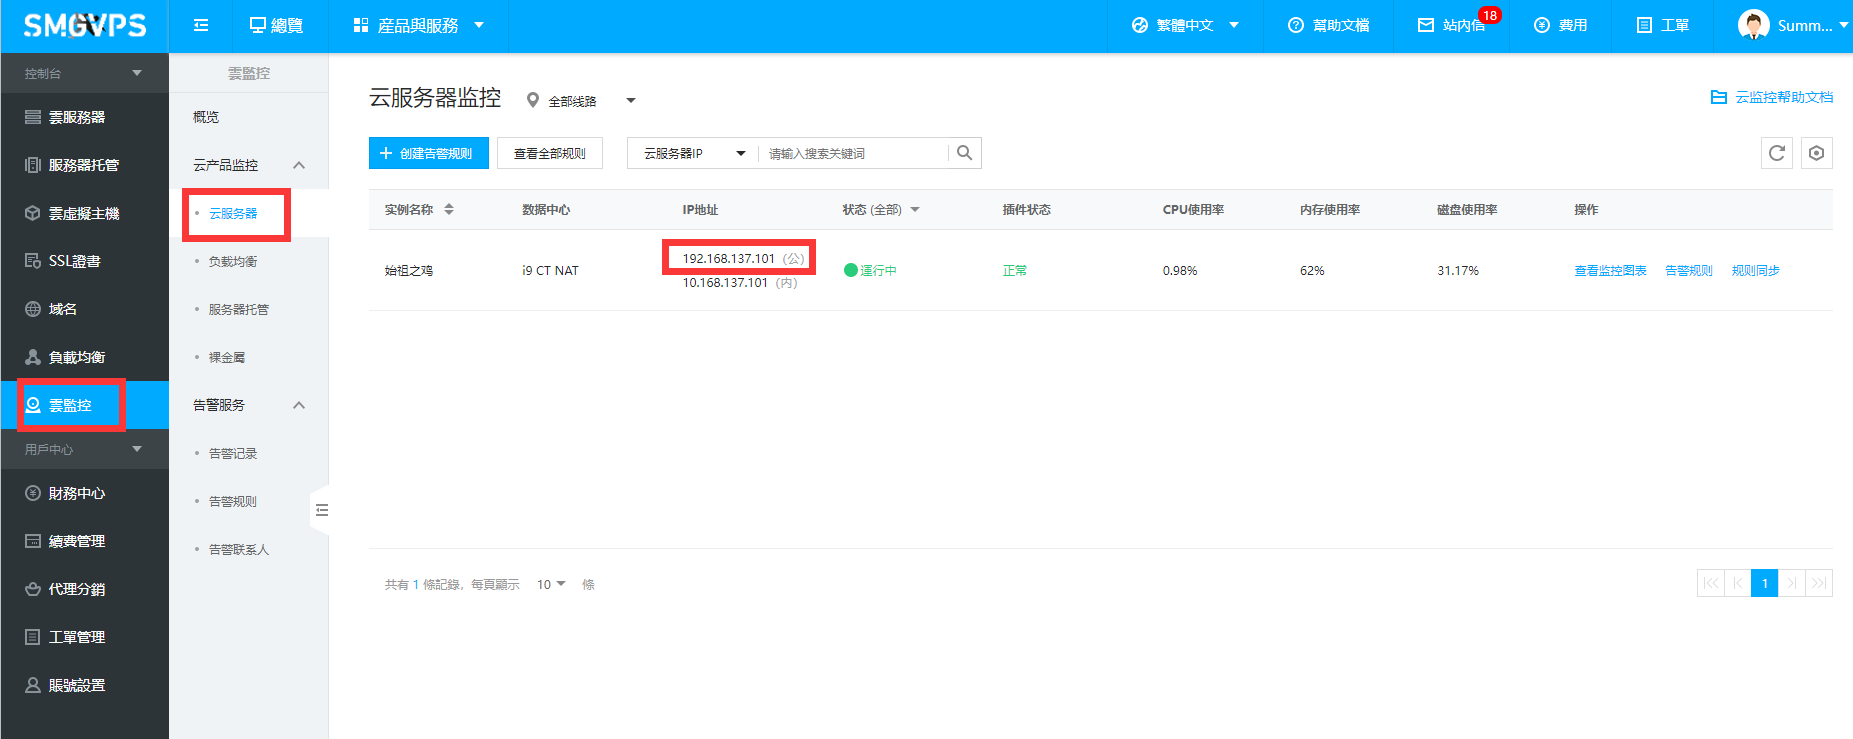 SMGVPS
總覽
産品與服務
繁體中文
幫助文檔
站內信
18
费用
工單
Summ...
控制台
雲服務器
服務器托管
雲虛擬主機
SSL證書
域名
負載均衡
雲監控
用戶中心
財務中心
續費管理
代理分銷
工單管理
賬號設置
雲監控
概览
云产品监控
云服务器
负载均衡
服务器托管
裸金属
告警服务
告警记录
告警规则
告警联系人
云服务器监控
全部线路
云监控帮助文档
创建告警规则
查看全部规则
云服务器IP
请输入搜索关键词
实例名称 数据中心 IP地址 状态 (全部) 插件状态 CPU使用率 内存使用率 磁盘使用率 操作
192.168.137.101 (公)
始祖之鸡 i9 CT NAT 運行中 正常 0.98% 62% 31.17% 查看监控图表 告警规则 规则同步
10.168.137.101 (内)
共有 1 條記錄, 每頁顯示 10 條
1